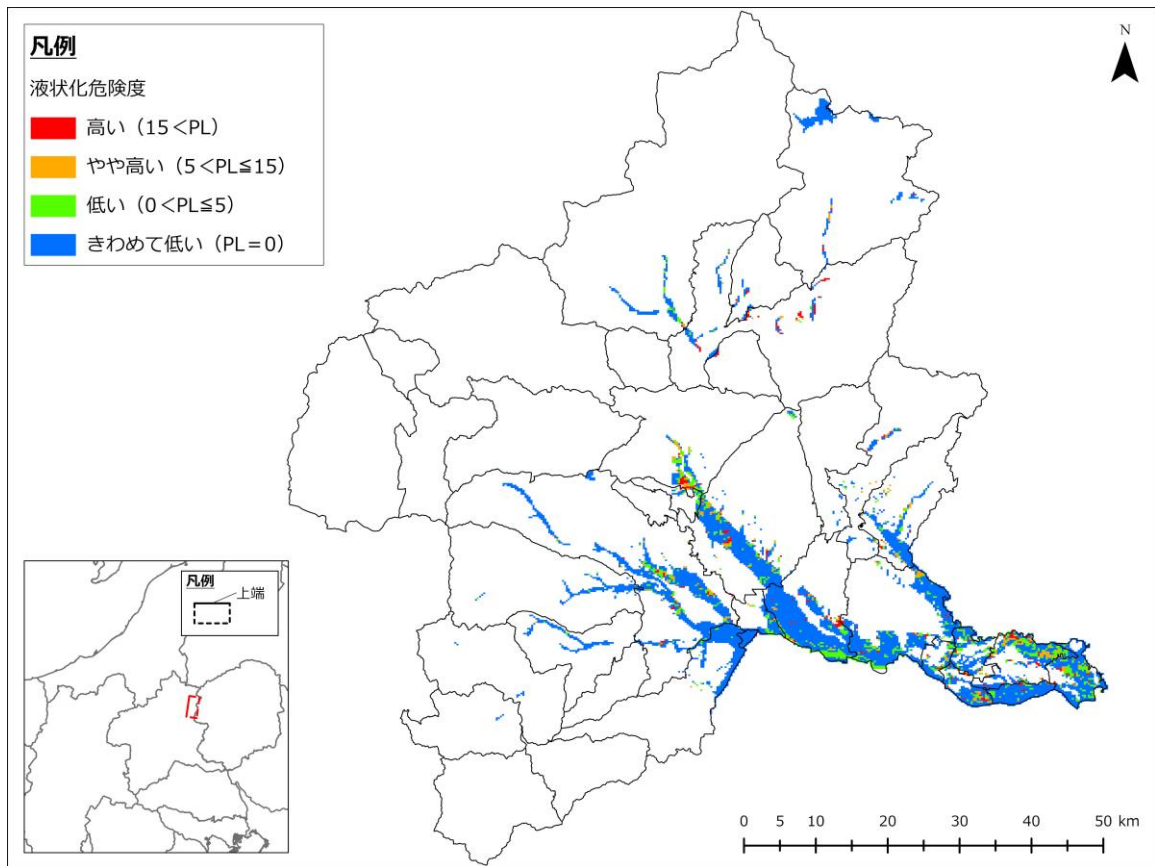 凡例
液状化危険度
高い（15＜PL）
やや高い（5＜PL≦15）
低い（0＜PL≦5）
きわめて低い（PL＝0）
N
凡例
上端
0 5 10 20 30 40 50 km